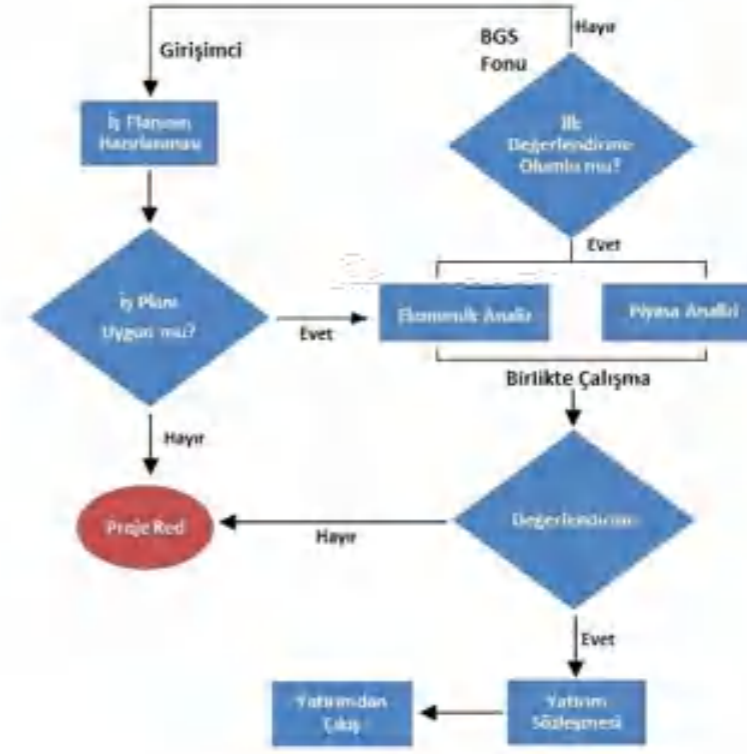 Girişimci
BGS
Fonu
Hayır
İş Planının
Hazırlanması
İlk
Değerlendirme
Olumlu mu?
Evet
İş Planı
Uygun mu?
Evet
Ekonomik Analiz
Piyasa Analizi
Birlikte Çalışma
Hayır
Proje Red
Hayır
Değerlendirme
Evet
Yatırımdan
Çıkış
Yatırım
Sözleşmesi